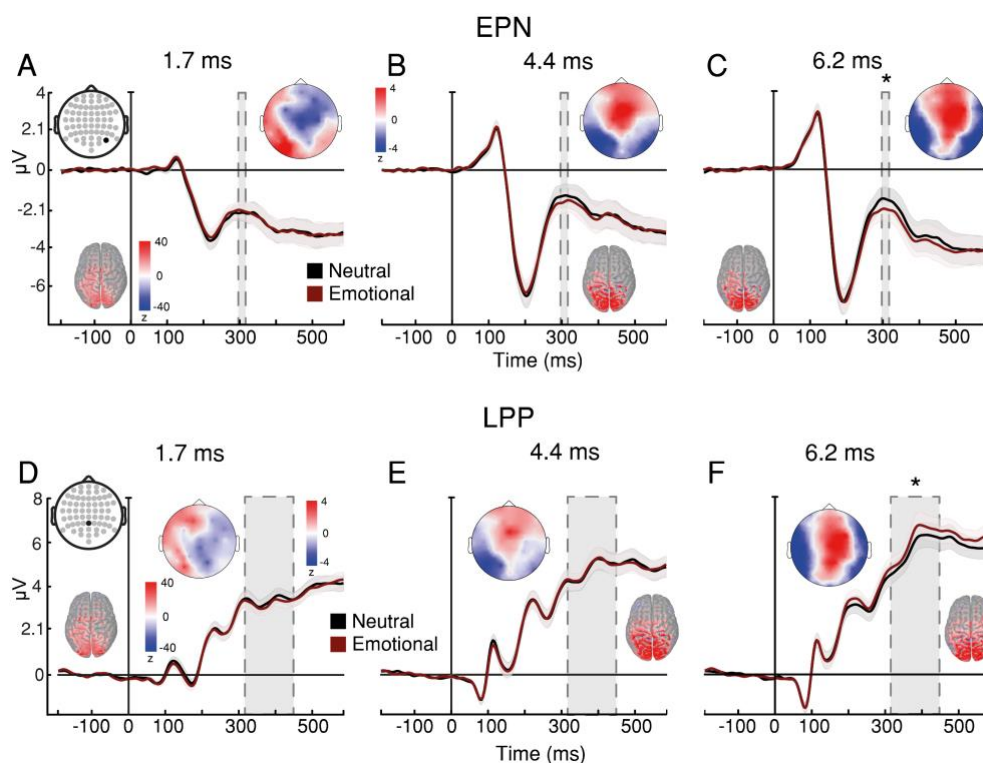 EPN
A 1.7 ms B 4.4 ms C 6.2 ms
*
µV
4
2.1
0
-2.1
-4
-6
40
0
-40
z
4
0
-4
z
Neutral
Emotional
-100 0 100 300 500
-100 0 100 300 500
-100 0 100 300 500
Time (ms)
LPP
D 1.7 ms E 4.4 ms F 6.2 ms
*
µV
8
6
4
2.1
0
40
0
-40
z
4
0
-4
z
Neutral
Emotional
-100 0 100 300 500
-100 0 100 300 500
-100 0 100 300 500
Time (ms)